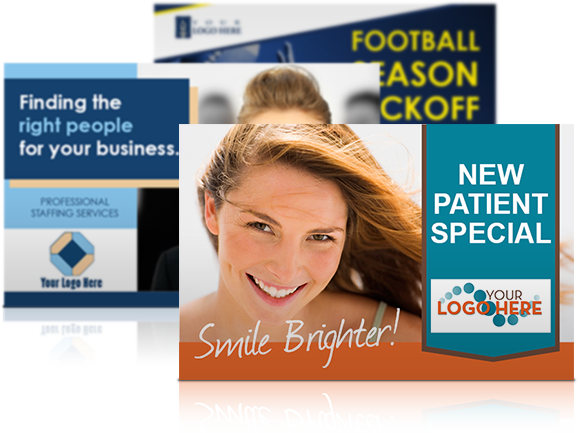 YOUR
LOGO HERE
FOOTBALL
SEASON
Finding the
right people
for your business.
PROFESSIONAL
STAFFING SERVICES
Your Logo Here
NEW
PATIENT
SPECIAL
YOUR
LOGO HERE
Smile Brighter!